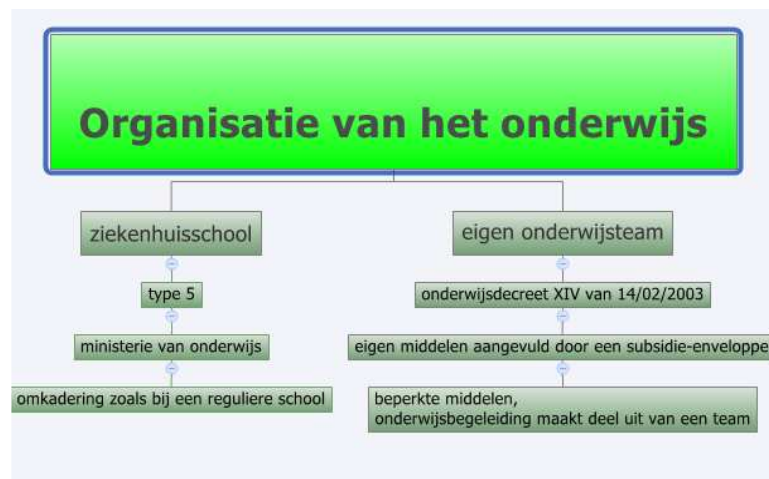 Organisatie van het onderwijs
ziekenhuisschool
eigen onderwijsteam
type 5
onderwijsdecreet XIV van 14/02/2003
ministerie van onderwijs
eigen middelen aangevuld door een subsidie-enveloppe
omkadering zoals bij een reguliere school
beperkte middelen,
onderwijsbegeleiding maakt deel uit van een team